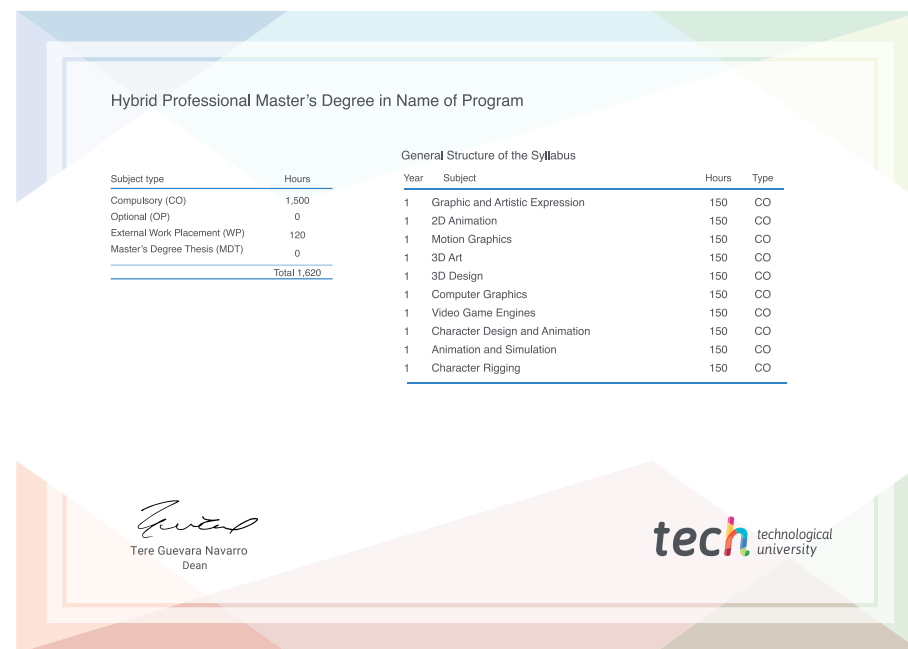 Hybrid Professional Master's Degree in Name of Program
General Structure of the Syllabus
Subject type Hours
Compulsory (CO) 1,500
Optional (OP) 0
External Work Placement (WP) 120
Master's Degree Thesis (MDT) 0
Total 1,620
Year Subject Hours Type
1 Graphic and Artistic Expression 150 CO
1 2D Animation 150 CO
1 Motion Graphics 150 CO
1 3D Art 150 CO
1 3D Design 150 CO
1 Computer Graphics 150 CO
1 Video Game Engines 150 CO
1 Character Design and Animation 150 CO
1 Animation and Simulation 150 CO
1 Character Rigging 150 CO
Tere Guevara Navarro
Dean
tech technological
university